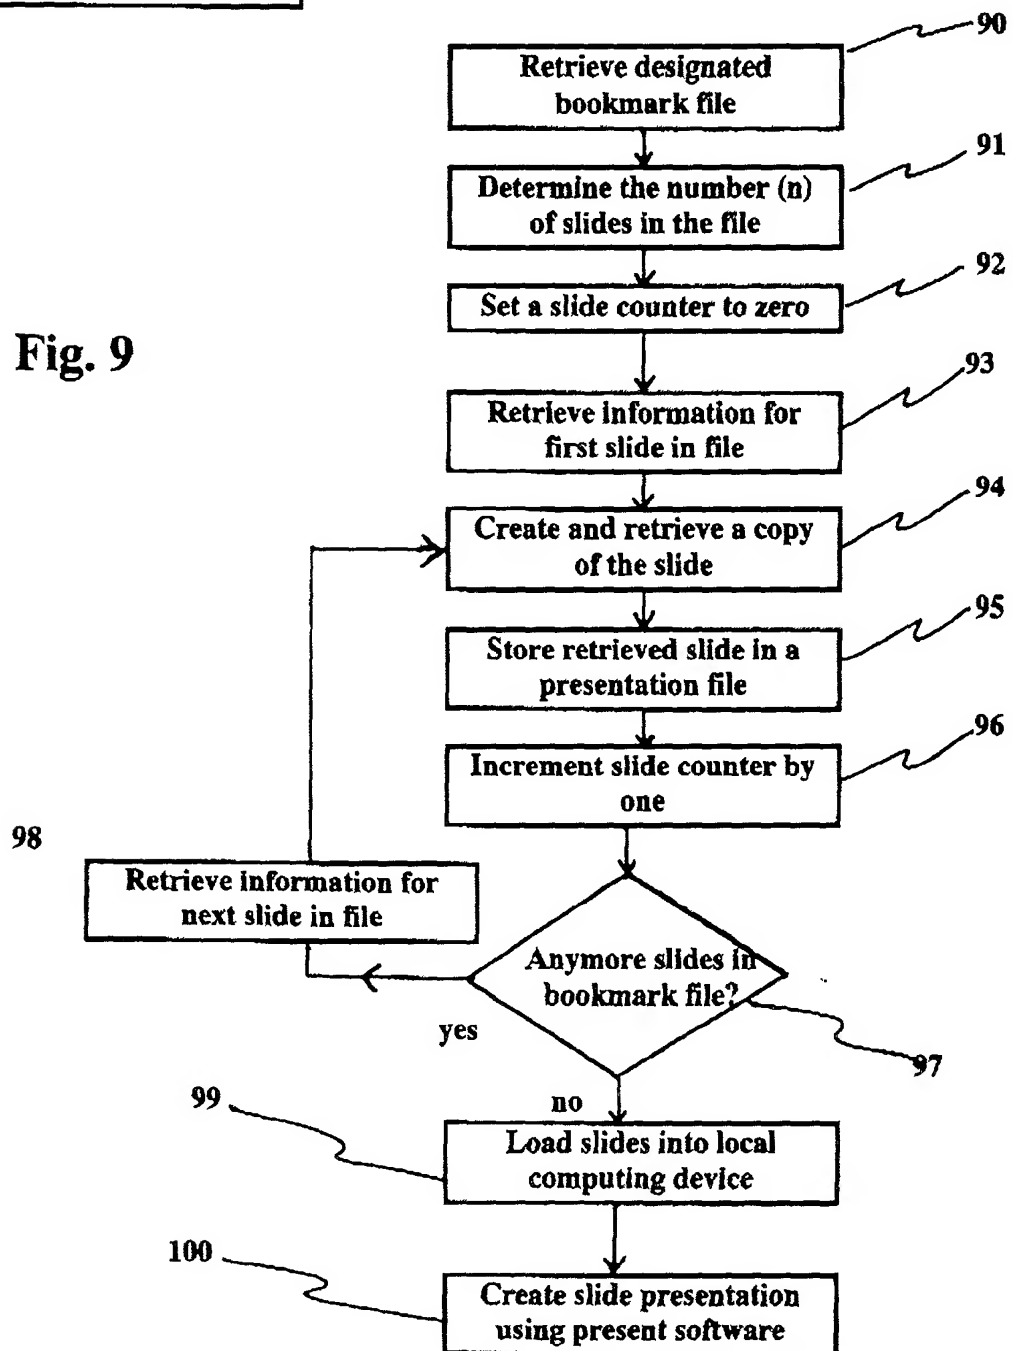 90
Retrieve designated
bookmark file
91
Determine the number (n)
of slides in the file
92
Set a slide counter to zero
Fig. 9
93
Retrieve information for
first slide in file
94
Create and retrieve a copy
of the slide
95
Store retrieved slide in a
presentation file
96
Increment slide counter by
one
98
Retrieve information for
next slide in file
Anymore slides in
bookmark file?
yes
97
99
no
Load slides into local
computing device
100
Create slide presentation
using present software